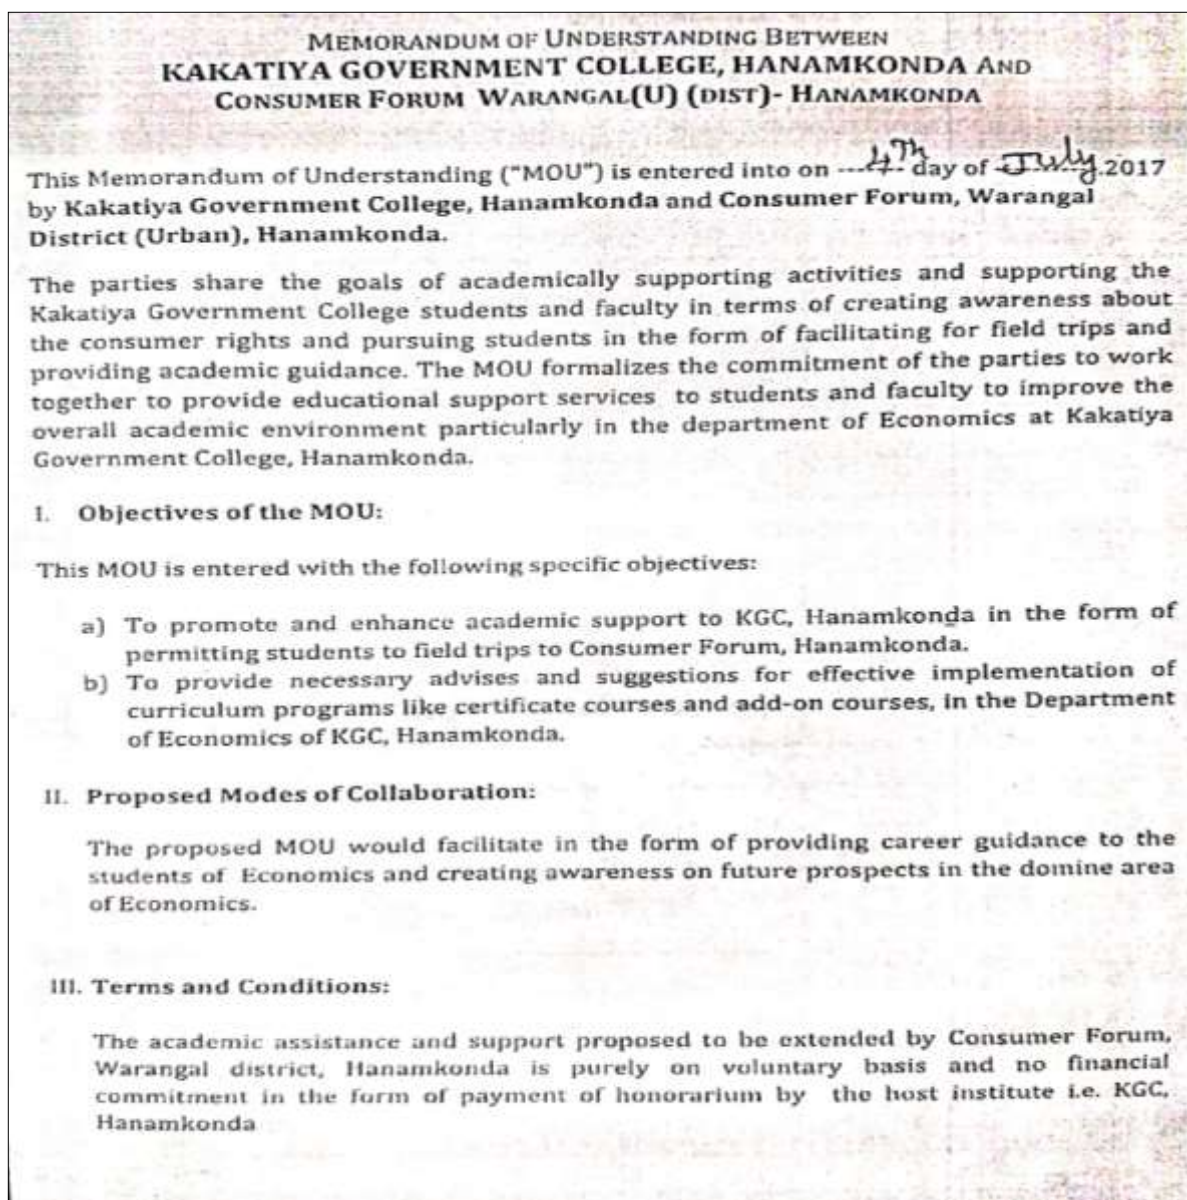 MEMORANDUM OF UNDERSTANDING BETWEEN
KAKATIYA GOVERNMENT COLLEGE, HANAMKONDA AND
CONSUMER FORUM WARANGAL(U) (DIST)- HANAMKONDA
This Memorandum of Understanding ("MOU") is entered into on ----4Th- day of -July.2017
by Kakatiya Government College, Hanamkonda and Consumer Forum, Warangal
District (Urban), Hanamkonda.
The parties share the goals of academically supporting activities and supporting the
Kakatiya Government College students and faculty in terms of creating awareness about
the consumer rights and pursuing students in the form of facilitating for field trips and
providing academic guidance. The MOU formalizes the commitment of the parties to work
together to provide educational support services to students and faculty to improve the
overall academic environment particularly in the department of Economics at Kakatiya
Government College, Hanamkonda.
I. Objectives of the MOU:
This MOU is entered with the following specific objectives:
a) To promote and enhance academic support to KGC, Hanamkonda in the form of
permitting students to field trips to Consumer Forum, Hanamkonda.
b) To provide necessary advises and suggestions for effective implementation of
curriculum programs like certificate courses and add-on courses, in the Department
of Economics of KGC, Hanamkonda.
II. Proposed Modes of Collaboration:
The proposed MOU would facilitate in the form of providing career guidance to the
students of Economics and creating awareness on future prospects in the domine area
of Economics.
III. Terms and Conditions:
The academic assistance and support proposed to be extended by Consumer Forum,
Warangal district, Hanamkonda is purely on voluntary basis and no financial
commitment in the form of payment of honorarium by the host institute i.e. KGC,
Hanamkonda